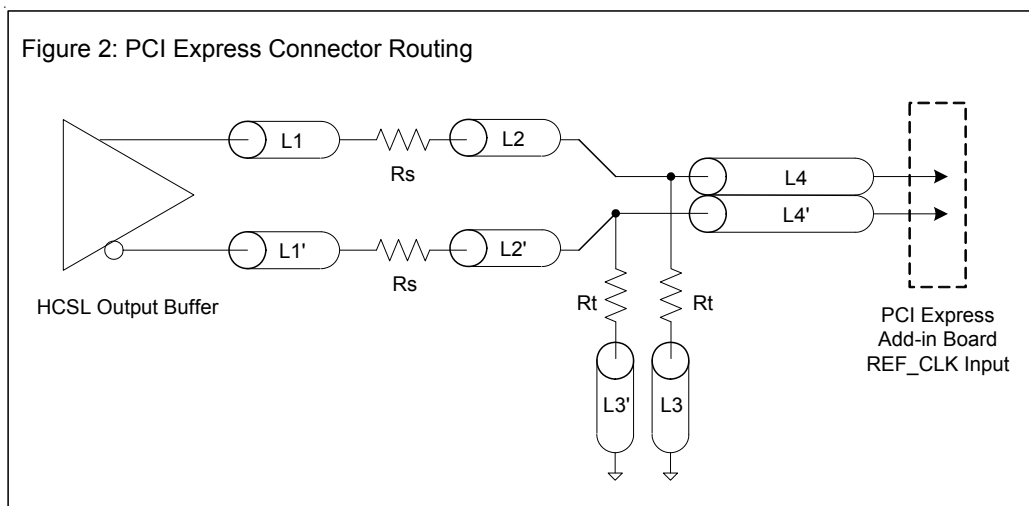 Figure 2: PCI Express Connector Routing
L1
Rs
L2
L4
L4'
L1'
Rs
L2'
HCSL Output Buffer
Rt
Rt
L3'
L3
PCI Express
Add-in Board
REF_CLK Input